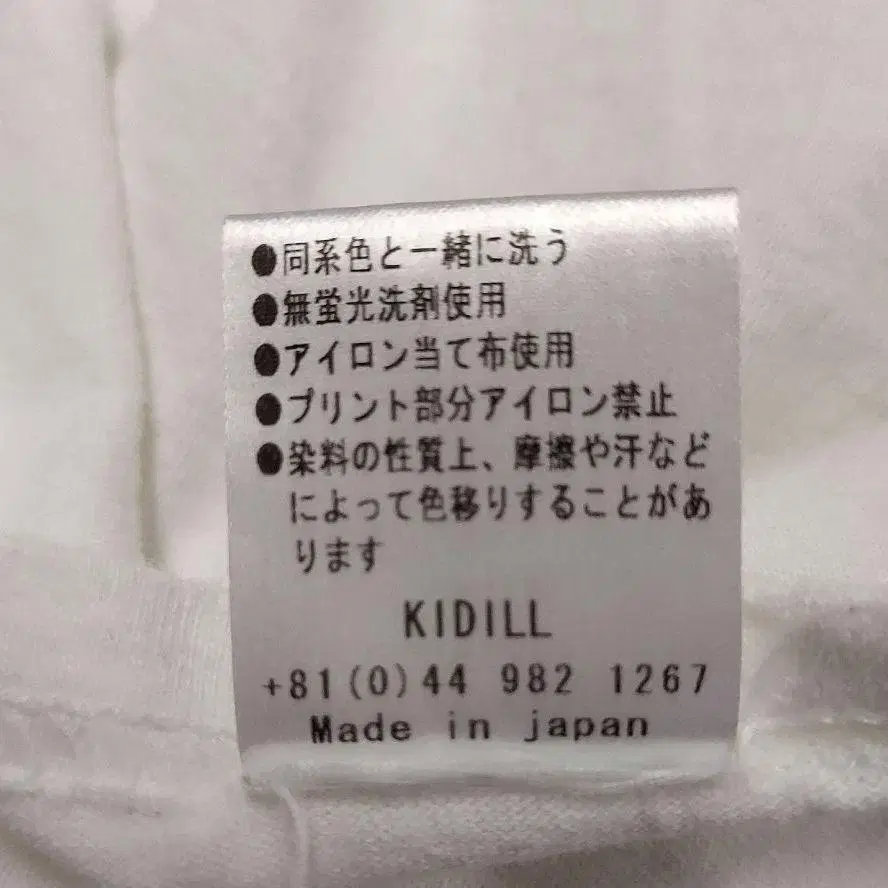 ●同系色と一緒に洗う
●無蛍光洗剤使用
●アイロン当て布使用
●プリント部分アイロン禁止
●染料の性質上、摩擦や汗など
によって色移りすることがあ
ります
KIDILL
+81(0)44 982 1267
Made in japan